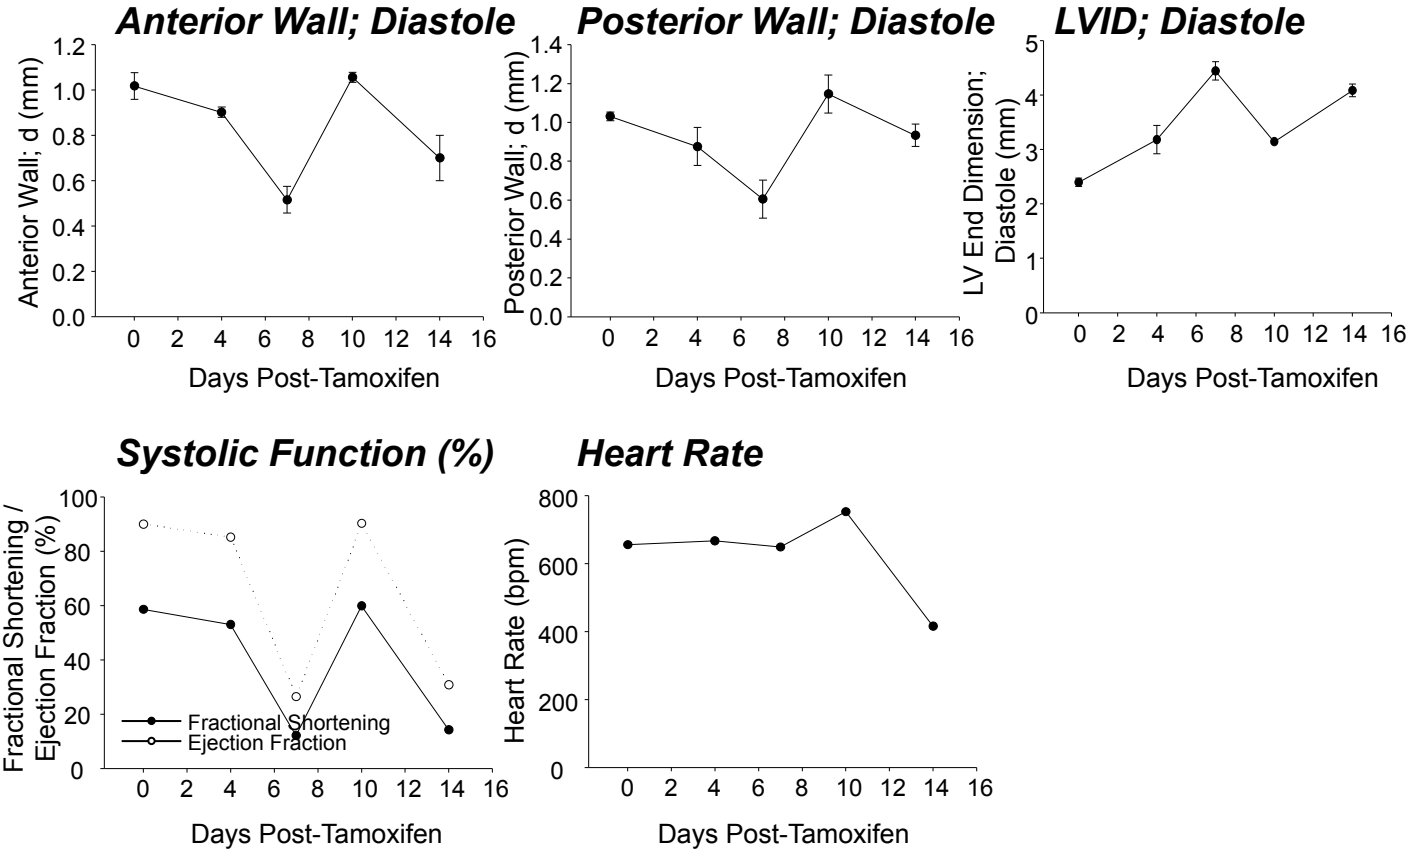 Anterior Wall; Diastole
Anterior Wall; d (mm)
1.2
1.0
0.8
0.6
0.4
0.2
0.0
0 2 4 6 8 10 12 14 16
Days Post-Tamoxifen
Posterior Wall; Diastole
Posterior Wall; d (mm)
1.4
1.2
1.0
0.8
0.6
0.4
0.2
0.0
0 2 4 6 8 10 12 14 16
Days Post-Tamoxifen
LVID; Diastole
LV End Dimension;
Diastole (mm)
5
4
3
2
1
0
0 2 4 6 8 10 12 14 16
Days Post-Tamoxifen
Systolic Function (%)
Fractional Shortening /
Ejection Fraction (%)
100
80
60
40
20
0
Fractional Shortening
Ejection Fraction
0 2 4 6 8 10 12 14 16
Days Post-Tamoxifen
Heart Rate
Heart Rate (bpm)
800
600
400
200
0
0 2 4 6 8 10 12 14 16
Days Post-Tamoxifen